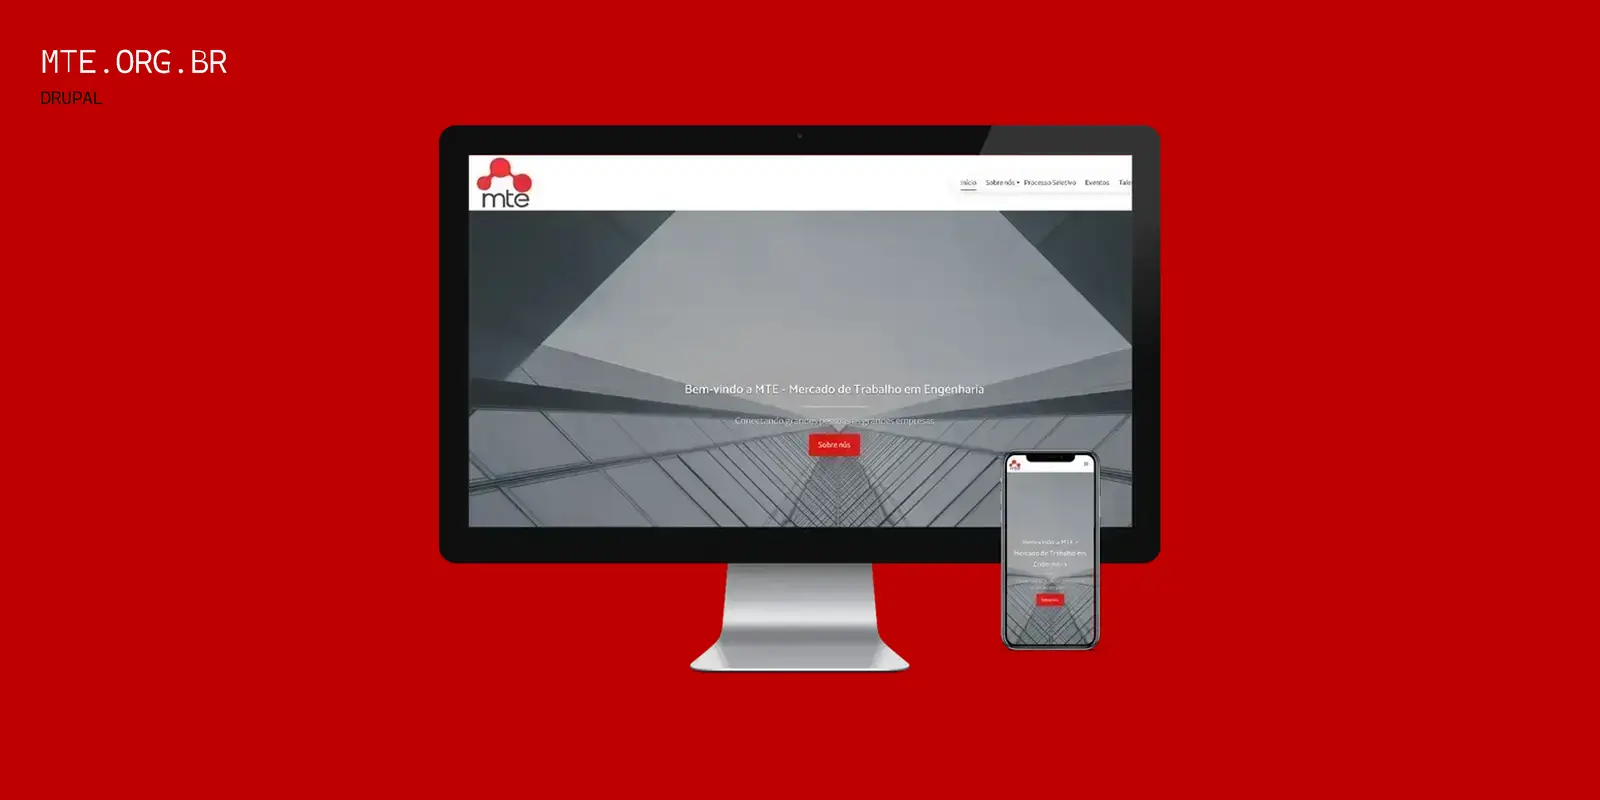 MTE.ORG.BR
DRUPAL
mte
Início Sobre nós Processo Seletivo Eventos Tale
Bem-vindo a MTE - Mercado de Trabalho em Engenharia
Conectando grandes pessoas a grandes empresas
Sobre nós
Bem-vindo a MTE -
Mercado de Trabalho em
Engenharia
Sobre nós